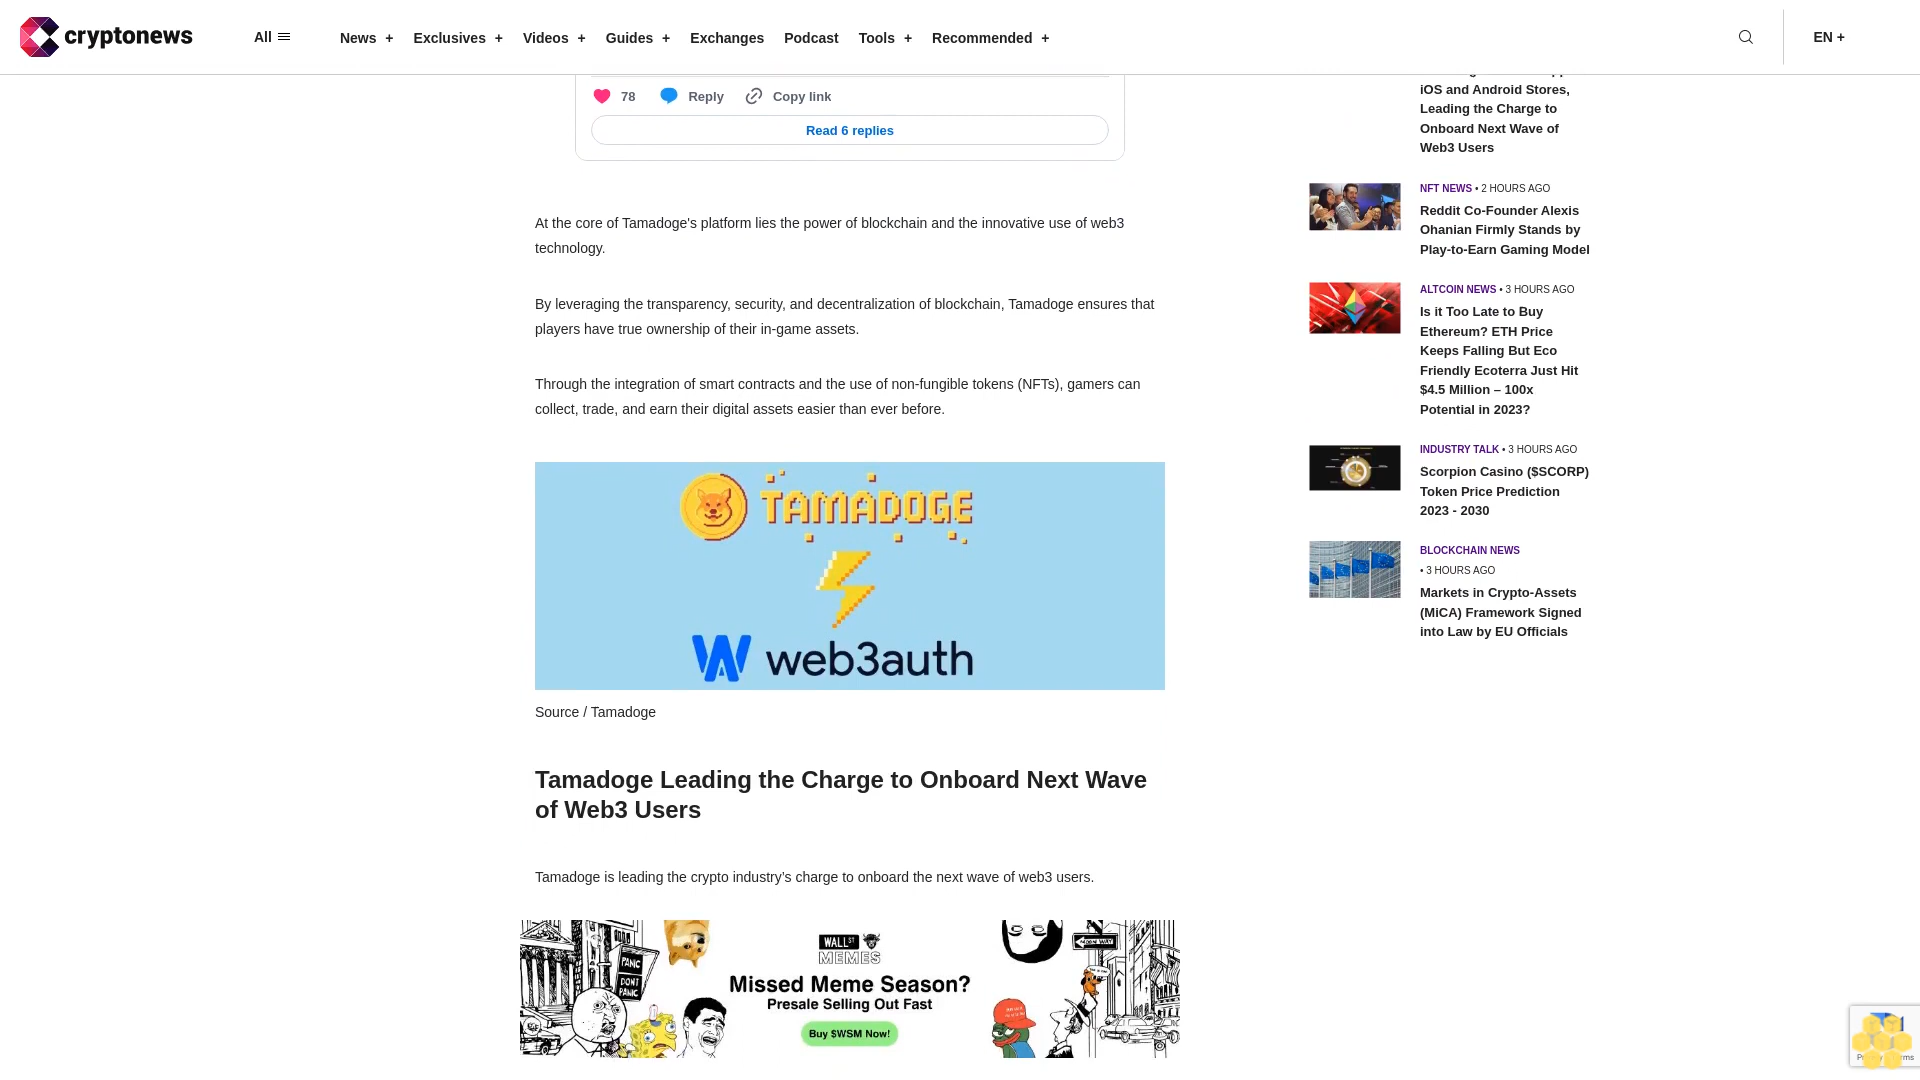 cryptonews
All
News +
Exclusives +
Videos +
Guides +
Exchanges
Podcast
Tools +
Recommended +
EN +
78
Reply
Copy link
Read 6 replies
At the core of Tamadoge's platform lies the power of blockchain and the innovative use of web3
technology.
By leveraging the transparency, security, and decentralization of blockchain, Tamadoge ensures that
players have true ownership of their in-game assets.
Through the integration of smart contracts and the use of non-fungible tokens (NFTs), gamers can
collect, trade, and earn their digital assets easier than ever before.
TAMADOGE
web3auth
Source / Tamadoge
Tamadoge Leading the Charge to Onboard Next Wave
of Web3 Users
Tamadoge is leading the crypto industry’s charge to onboard the next wave of web3 users.
PANIC
DONT
PANIC
WALL ST
MEMES
Missed Meme Season?
Presale Selling Out Fast
Buy $WSM Now!
ONE WAY
iOS and Android Stores,
Leading the Charge to
Onboard Next Wave of
Web3 Users
NFT NEWS • 2 HOURS AGO
Reddit Co-Founder Alexis
Ohanian Firmly Stands by
Play-to-Earn Gaming Model
ALTCOIN NEWS • 3 HOURS AGO
Is it Too Late to Buy
Ethereum? ETH Price
Keeps Falling But Eco
Friendly Ecoterra Just Hit
$4.5 Million – 100x
Potential in 2023?
INDUSTRY TALK • 3 HOURS AGO
Scorpion Casino ($SCORP)
Token Price Prediction
2023 - 2030
BLOCKCHAIN NEWS
• 3 HOURS AGO
Markets in Crypto-Assets
(MiCA) Framework Signed
into Law by EU Officials